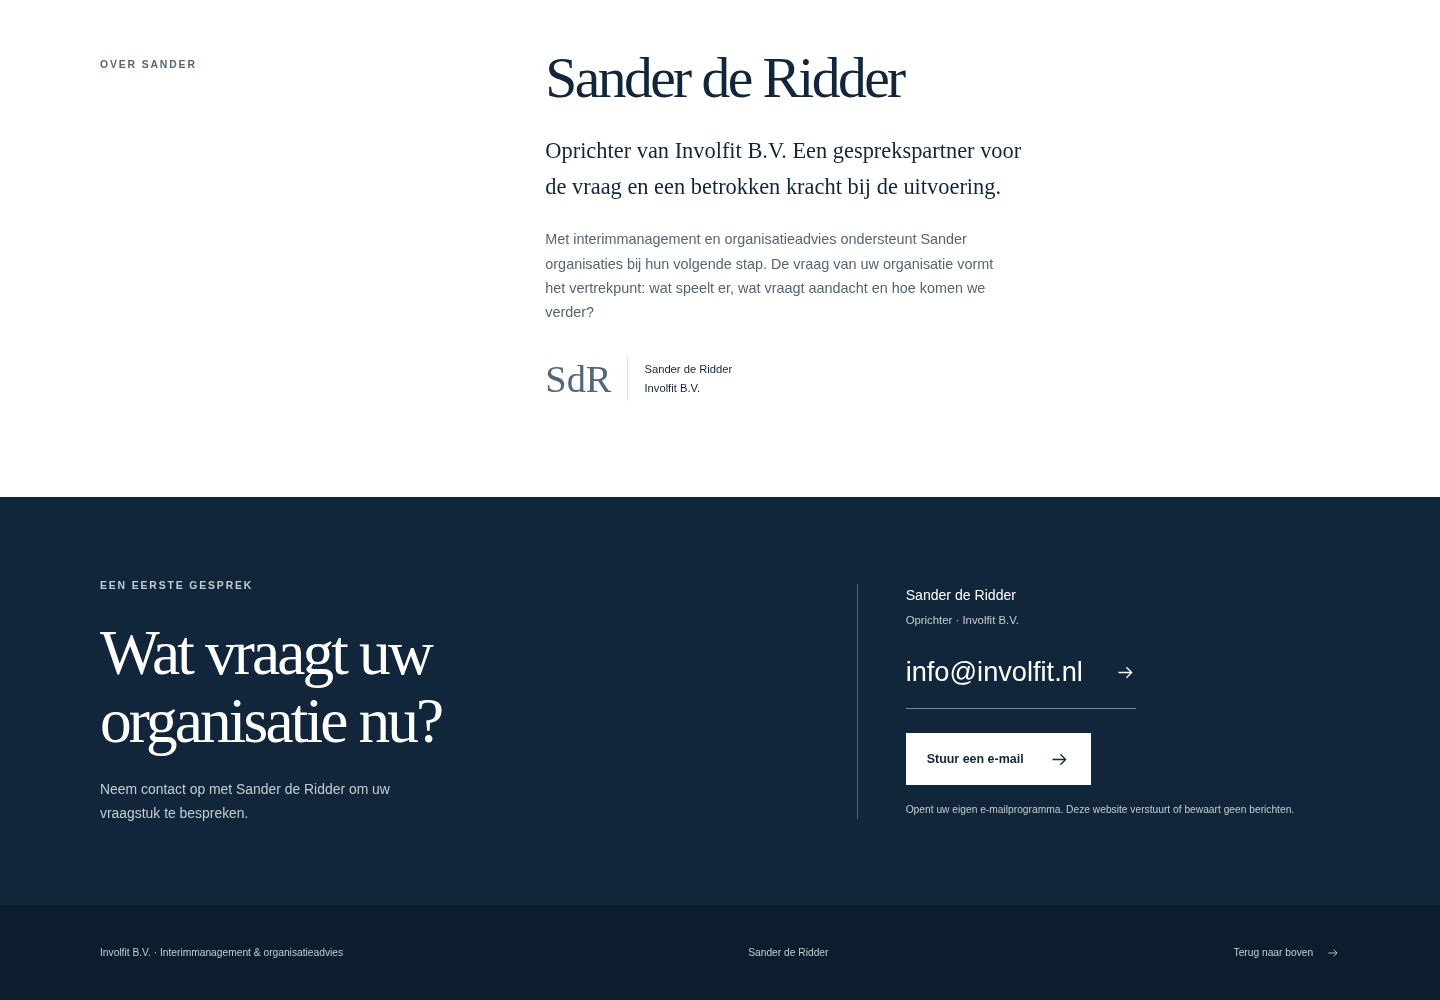 OVER SANDER
Sander de Ridder
Oprichter van Involfit B.V. Een gesprekspartner voor
de vraag en een betrokken kracht bij de uitvoering.
Met interimmanagement en organisatieadvies ondersteunt Sander
organisaties bij hun volgende stap. De vraag van uw organisatie vormt
het vertrekpunt: wat speelt er, wat vraagt aandacht en hoe komen we
verder?
SdR
Sander de Ridder
Involfit B.V.
EEN EERSTE GESPREK
Wat vraagt uw
organisatie nu?
Neem contact op met Sander de Ridder om uw
vraagstuk te bespreken.
Sander de Ridder
Oprichter · Involfit B.V.
info@involfit.nl →
Stuur een e-mail →
Opent uw eigen e-mailprogramma. Deze website verstuurt of bewaart geen berichten.
Involfit B.V. · Interimmanagement & organisatieadvies
Sander de Ridder
Terug naar boven →